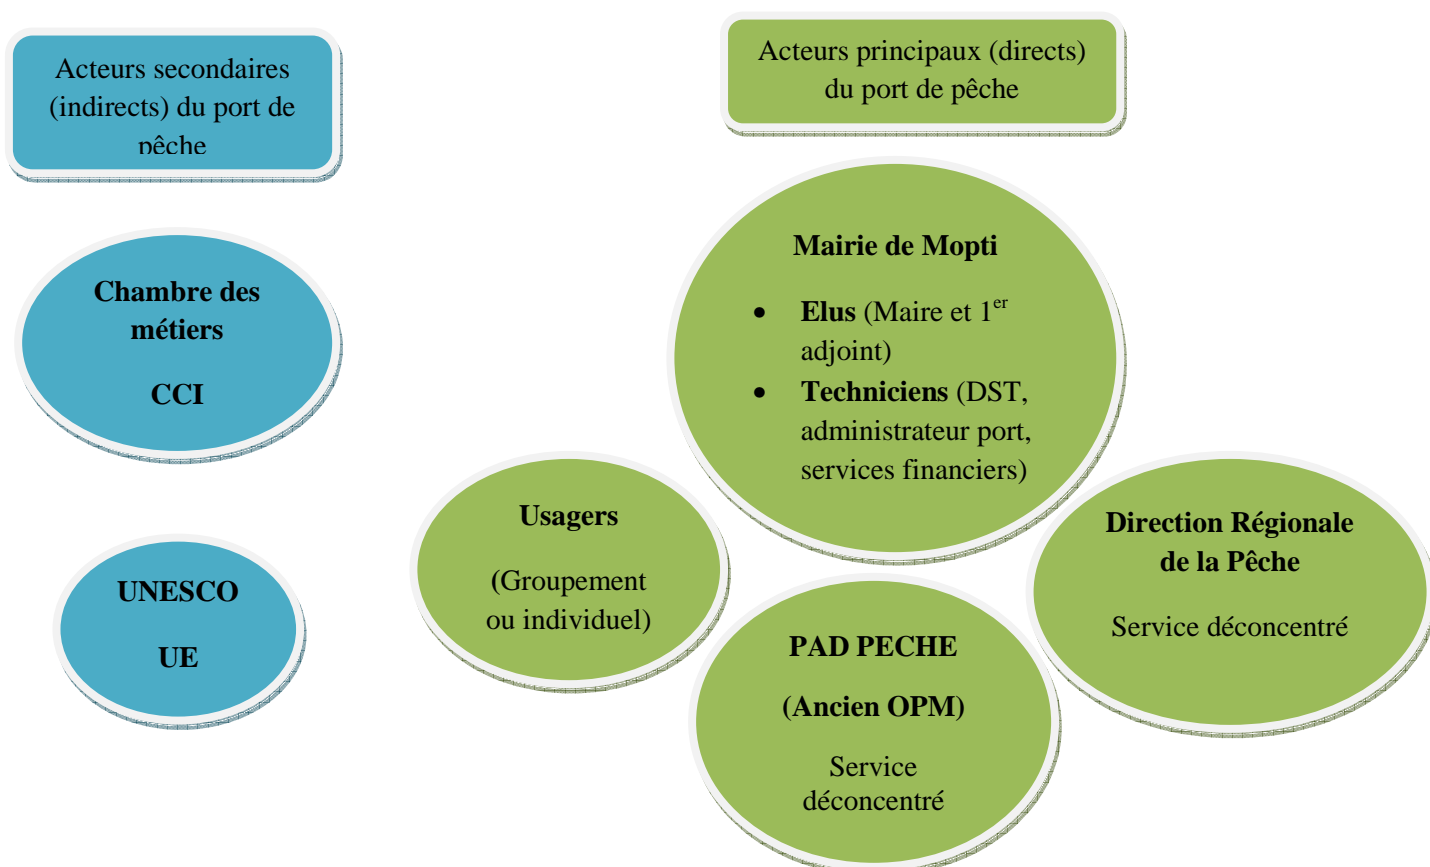 Acteurs secondaires
(indirects) du port de
pêche
Acteurs principaux (directs)
du port de pêche
Chambre des
métiers
CCI
UNESCO
UE
Mairie de Mopti
• Elus (Maire et 1er
adjoint)
• Techniciens (DST,
administrateur port,
services financiers)
Usagers
(Groupement
ou individuel)
PAD PECHE
(Ancien OPM)
Service
déconcentré
Direction Régionale
de la Pêche
Service déconcentré